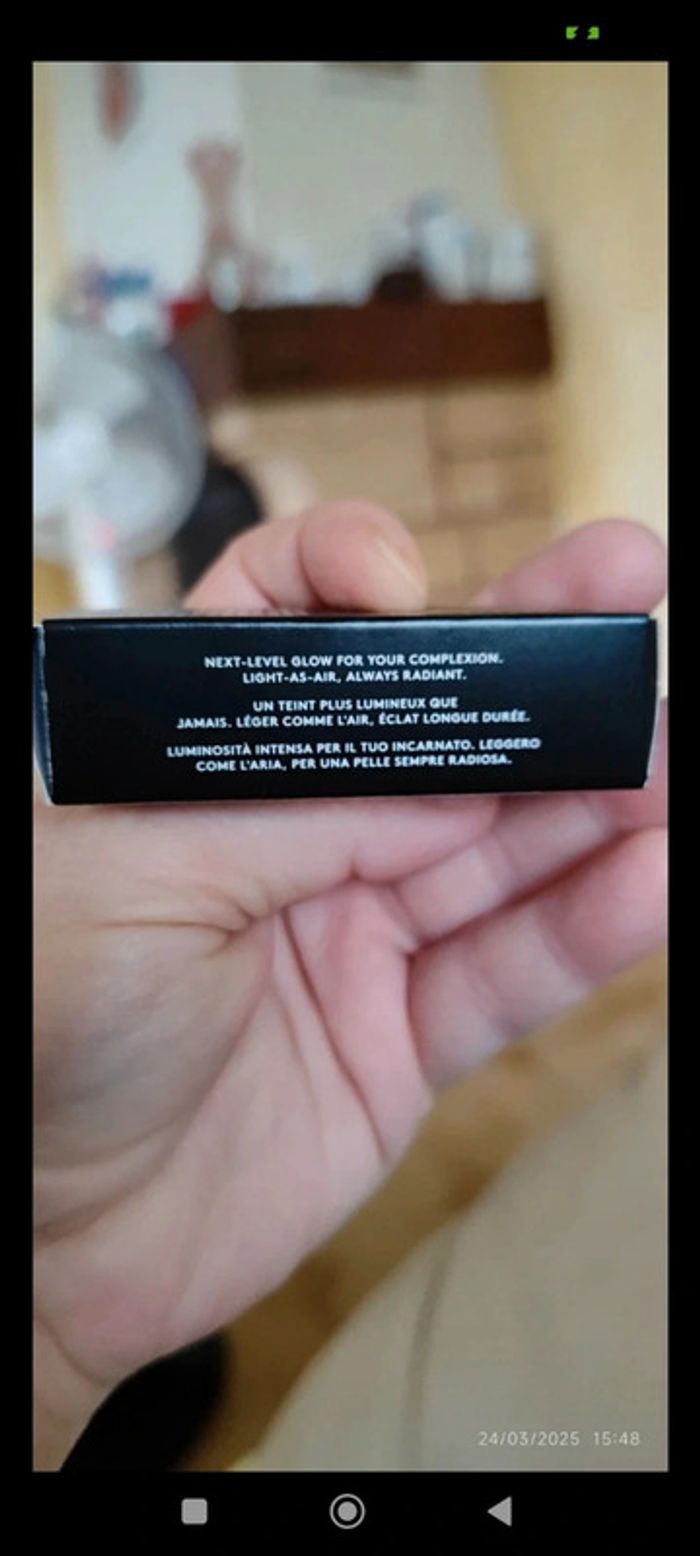 NEXT-LEVEL GLOW FOR YOUR COMPLEXION.
LIGHT-AS-AIR, ALWAYS RADIANT.
UN TEINT PLUS LUMINEUX QUE
JAMAIS. LÉGER COMME L'AIR, ÉCLAT LONGUE DURÉE.
LUMINOSITÀ INTENSA PER IL TUO INCARNATO. LEGGERO
COME L'ARIA, PER UNA PELLE SEMPRE RADIOSA.
24/03/2025 15:48